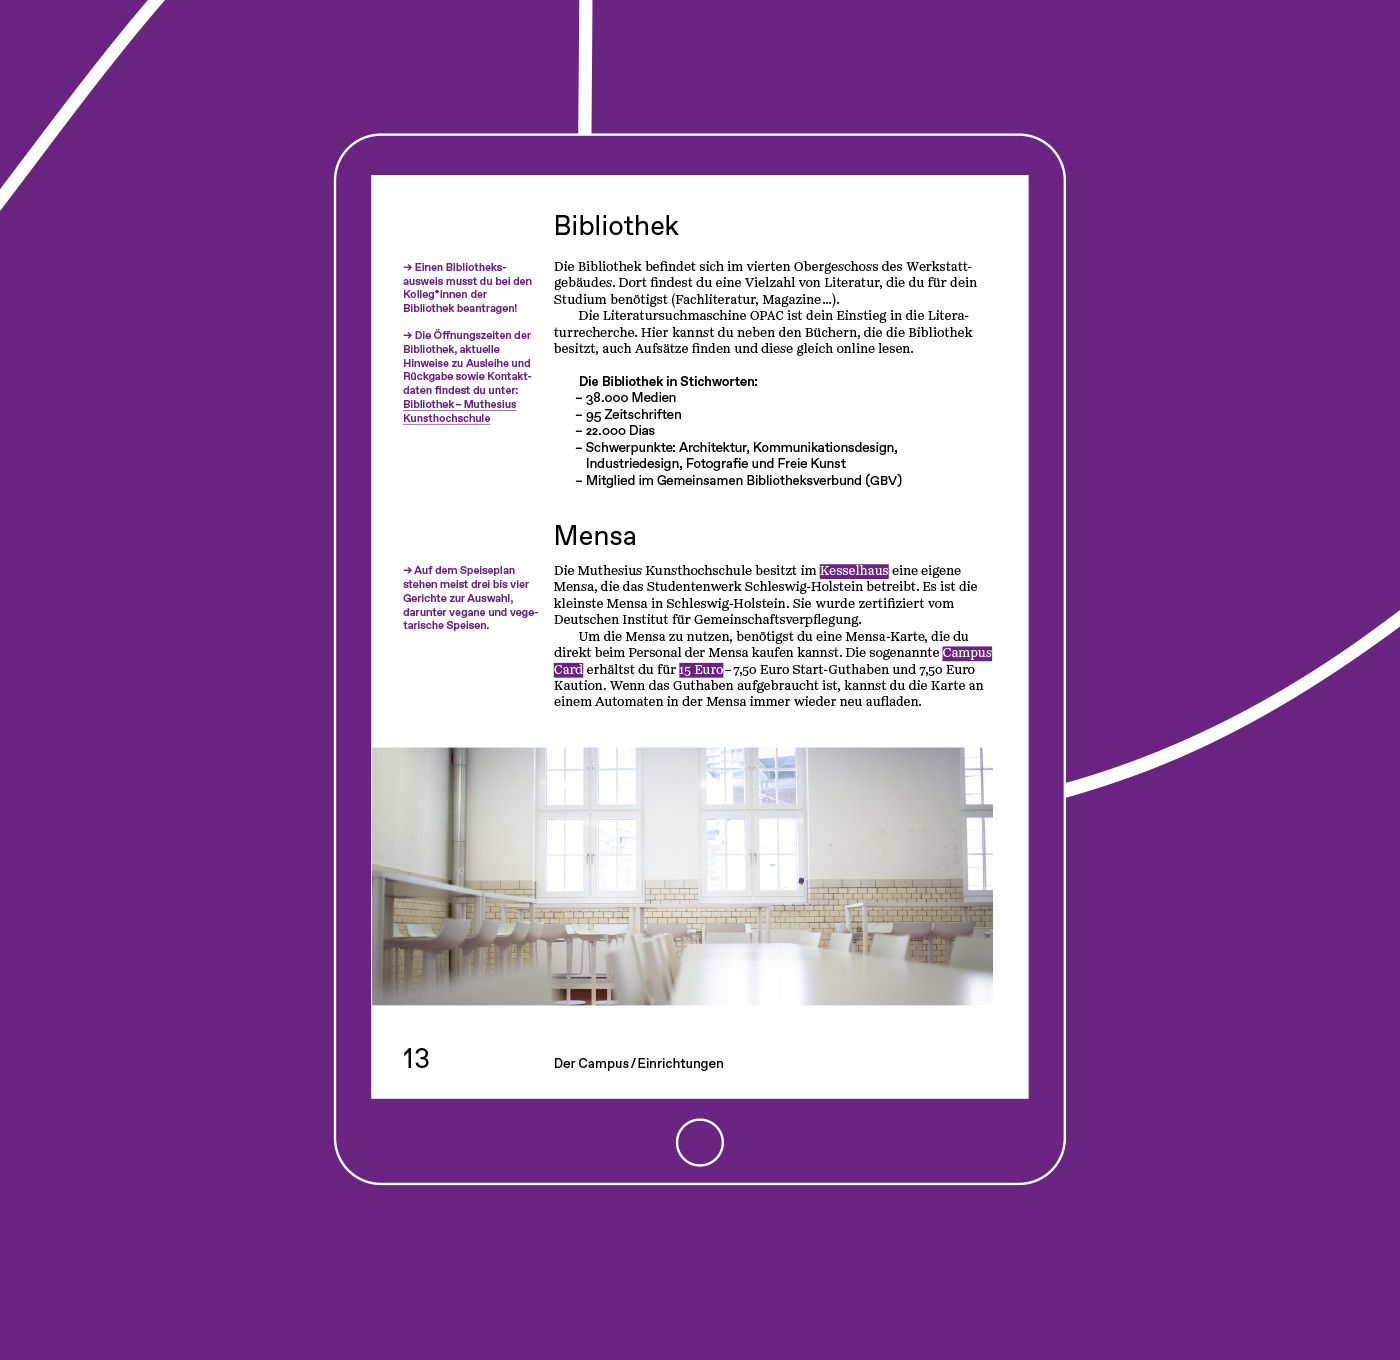 Bibliothek
→ Einen Bibliotheks-
ausweis musst du bei den
Kolleg*innen der
Bibliothek beantragen!
→ Die Öffnungszeiten der
Bibliothek, aktuelle
Hinweise zu Ausleihe und
Rückgabe sowie Kontakt-
daten findest du unter:
Bibliothek – Muthesius
Kunsthochschule
Die Bibliothek befindet sich im vierten Obergeschoss des Werkstatt-
gebäudes. Dort findest du eine Vielzahl von Literatur, die du für dein
Studium benötigst (Fachliteratur, Magazine…).
Die Literatursuchmaschine OPAC ist dein Einstieg in die Litera-
turrecherche. Hier kannst du neben den Büchern, die die Bibliothek
besitzt, auch Aufsätze finden und diese gleich online lesen.
Die Bibliothek in Stichworten:
– 38.000 Medien
– 95 Zeitschriften
– 22.000 Dias
– Schwerpunkte: Architektur, Kommunikationsdesign,
Industriedesign, Fotografie und Freie Kunst
– Mitglied im Gemeinsamen Bibliotheksverbund (GBV)
Mensa
→ Auf dem Speiseplan
stehen meist drei bis vier
Gerichte zur Auswahl,
darunter vegane und vege-
tarische Speisen.
Die Muthesius Kunsthochschule besitzt im Kesselhaus eine eigene
Mensa, die das Studentenwerk Schleswig-Holstein betreibt. Es ist die
kleinste Mensa in Schleswig-Holstein. Sie wurde zertifiziert vom
Deutschen Institut für Gemeinschaftsverpflegung.
Um die Mensa zu nutzen, benötigst du eine Mensa-Karte, die du
direkt beim Personal der Mensa kaufen kannst. Die sogenannte Campus
Card erhältst du für 15 Euro – 7,50 Euro Start-Guthaben und 7,50 Euro
Kaution. Wenn das Guthaben aufgebraucht ist, kannst du die Karte an
einem Automaten in der Mensa immer wieder neu aufladen.
13
Der Campus / Einrichtungen